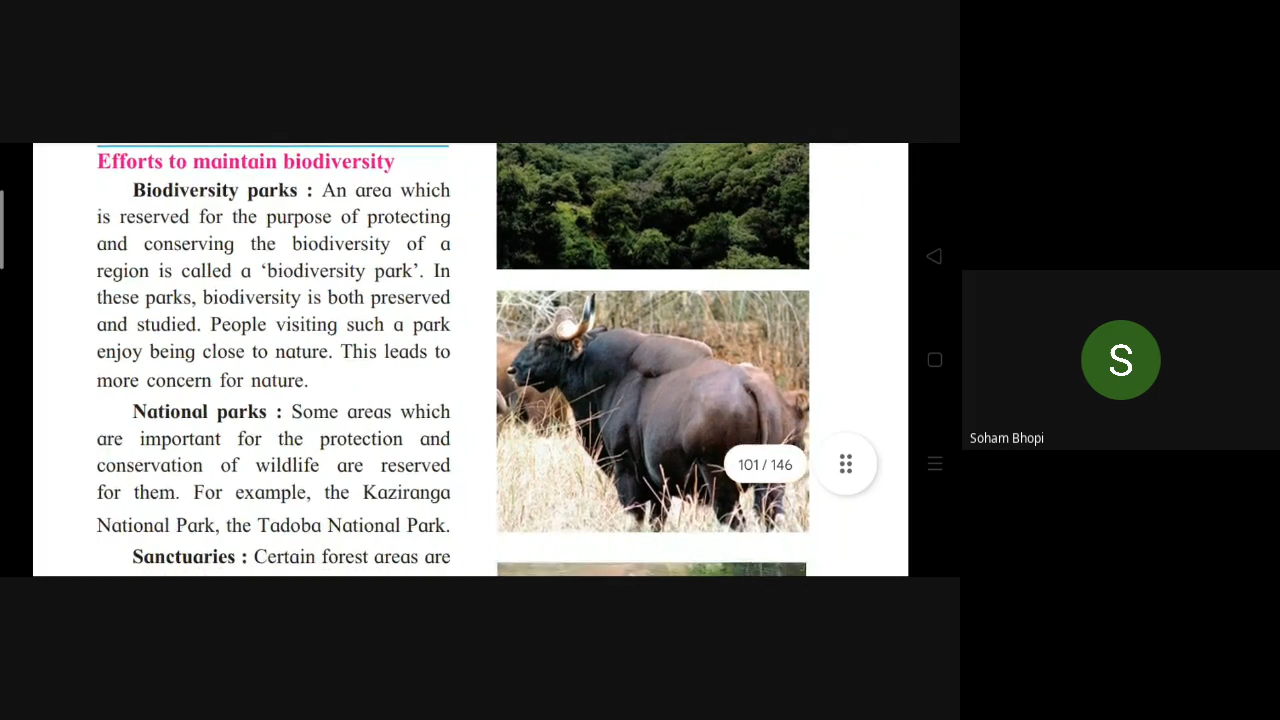 Efforts to maintain biodiversity
Biodiversity parks : An area which
is reserved for the purpose of protecting
and conserving the biodiversity of a
region is called a ‘biodiversity park’. In
these parks, biodiversity is both preserved
and studied. People visiting such a park
enjoy being close to nature. This leads to
more concern for nature.
National parks : Some areas which
are important for the protection and
conservation of wildlife are reserved
for them. For example, the Kaziranga
National Park, the Tadoba National Park.
Sanctuaries : Certain forest areas are
101 / 146
S
Soham Bhopi